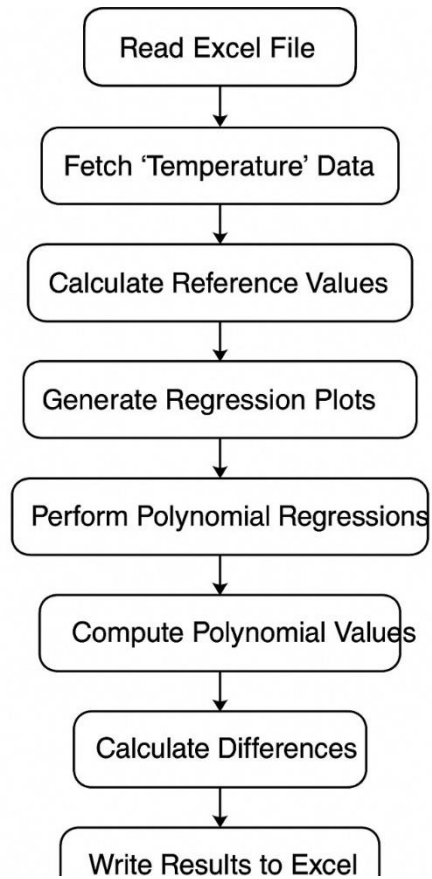 Read Excel File
Fetch ‘Temperature’ Data
Calculate Reference Values
Generate Regression Plots
Perform Polynomial Regressions
Compute Polynomial Values
Calculate Differences
Write Results to Excel